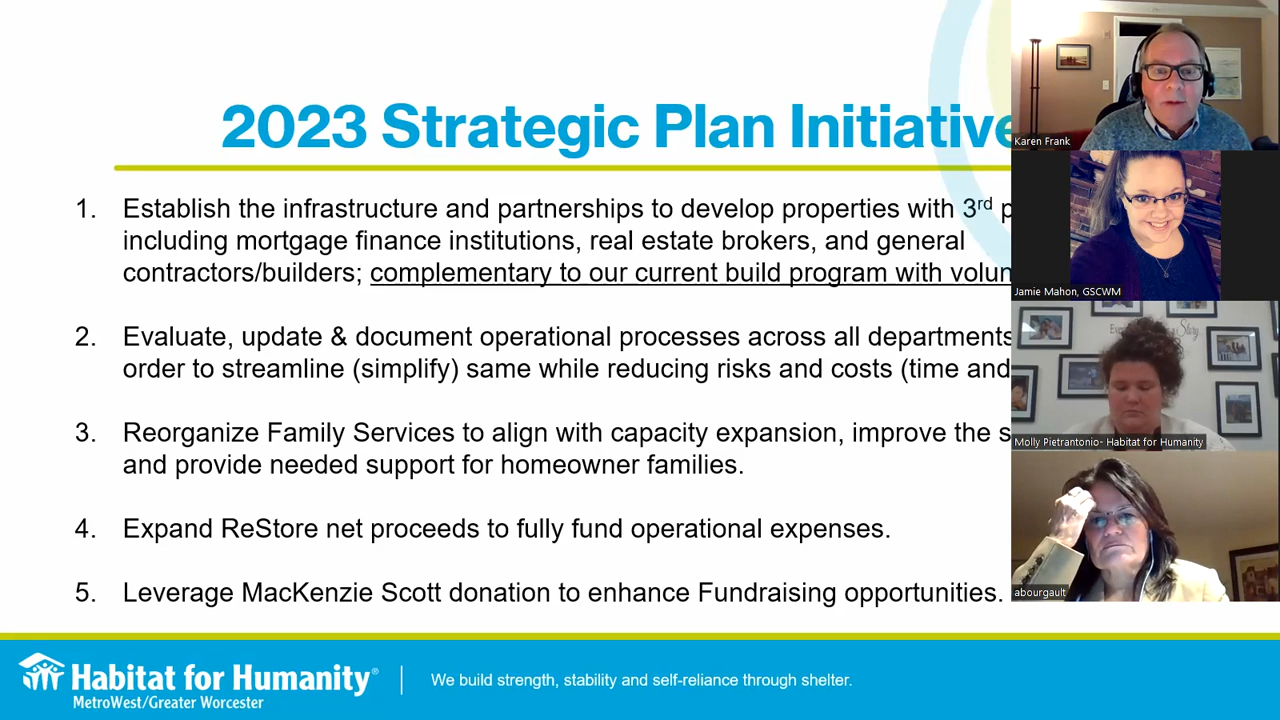 2023 Strategic Plan Initiative
1. Establish the infrastructure and partnerships to develop properties with 3rd p
including mortgage finance institutions, real estate brokers, and general
contractors/builders; complementary to our current build program with volun
2. Evaluate, update & document operational processes across all departments
order to streamline (simplify) same while reducing risks and costs (time and
3. Reorganize Family Services to align with capacity expansion, improve the s
and provide needed support for homeowner families.
4. Expand ReStore net proceeds to fully fund operational expenses.
5. Leverage MacKenzie Scott donation to enhance Fundraising opportunities.
Karen Frank
Jamie Mahon, GSCWM
Story
Molly Pietrantonio- Habitat for Humanity
abourgault
Habitat for Humanity®
MetroWest/Greater Worcester
We build strength, stability and self-reliance through shelter.